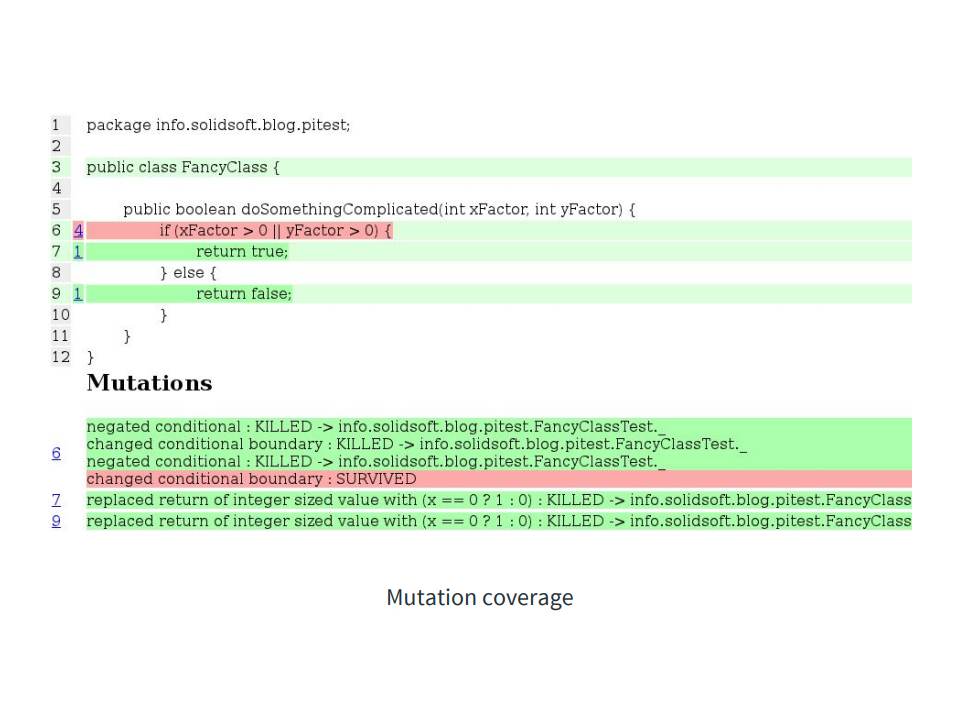 1 package info.solidsoft.blog.pitest;
2
3 public class FancyClass {
4
5 public boolean doSomethingComplicated(int xFactor, int yFactor) {
6 4 if (xFactor > 0 || yFactor > 0) {
7 1 return true;
8 } else {
9 1 return false;
10 }
11 }
12 }
Mutations
negated conditional : KILLED -> info.solidsoft.blog.pitest.FancyClassTest._
changed conditional boundary : KILLED -> info.solidsoft.blog.pitest.FancyClassTest._
6
negated conditional : KILLED -> info.solidsoft.blog.pitest.FancyClassTest._
changed conditional boundary : SURVIVED
7 replaced return of integer sized value with (x == 0 ? 1 : 0) : KILLED -> info.solidsoft.blog.pitest.FancyClass
9 replaced return of integer sized value with (x == 0 ? 1 : 0) : KILLED -> info.solidsoft.blog.pitest.FancyClass
Mutation coverage